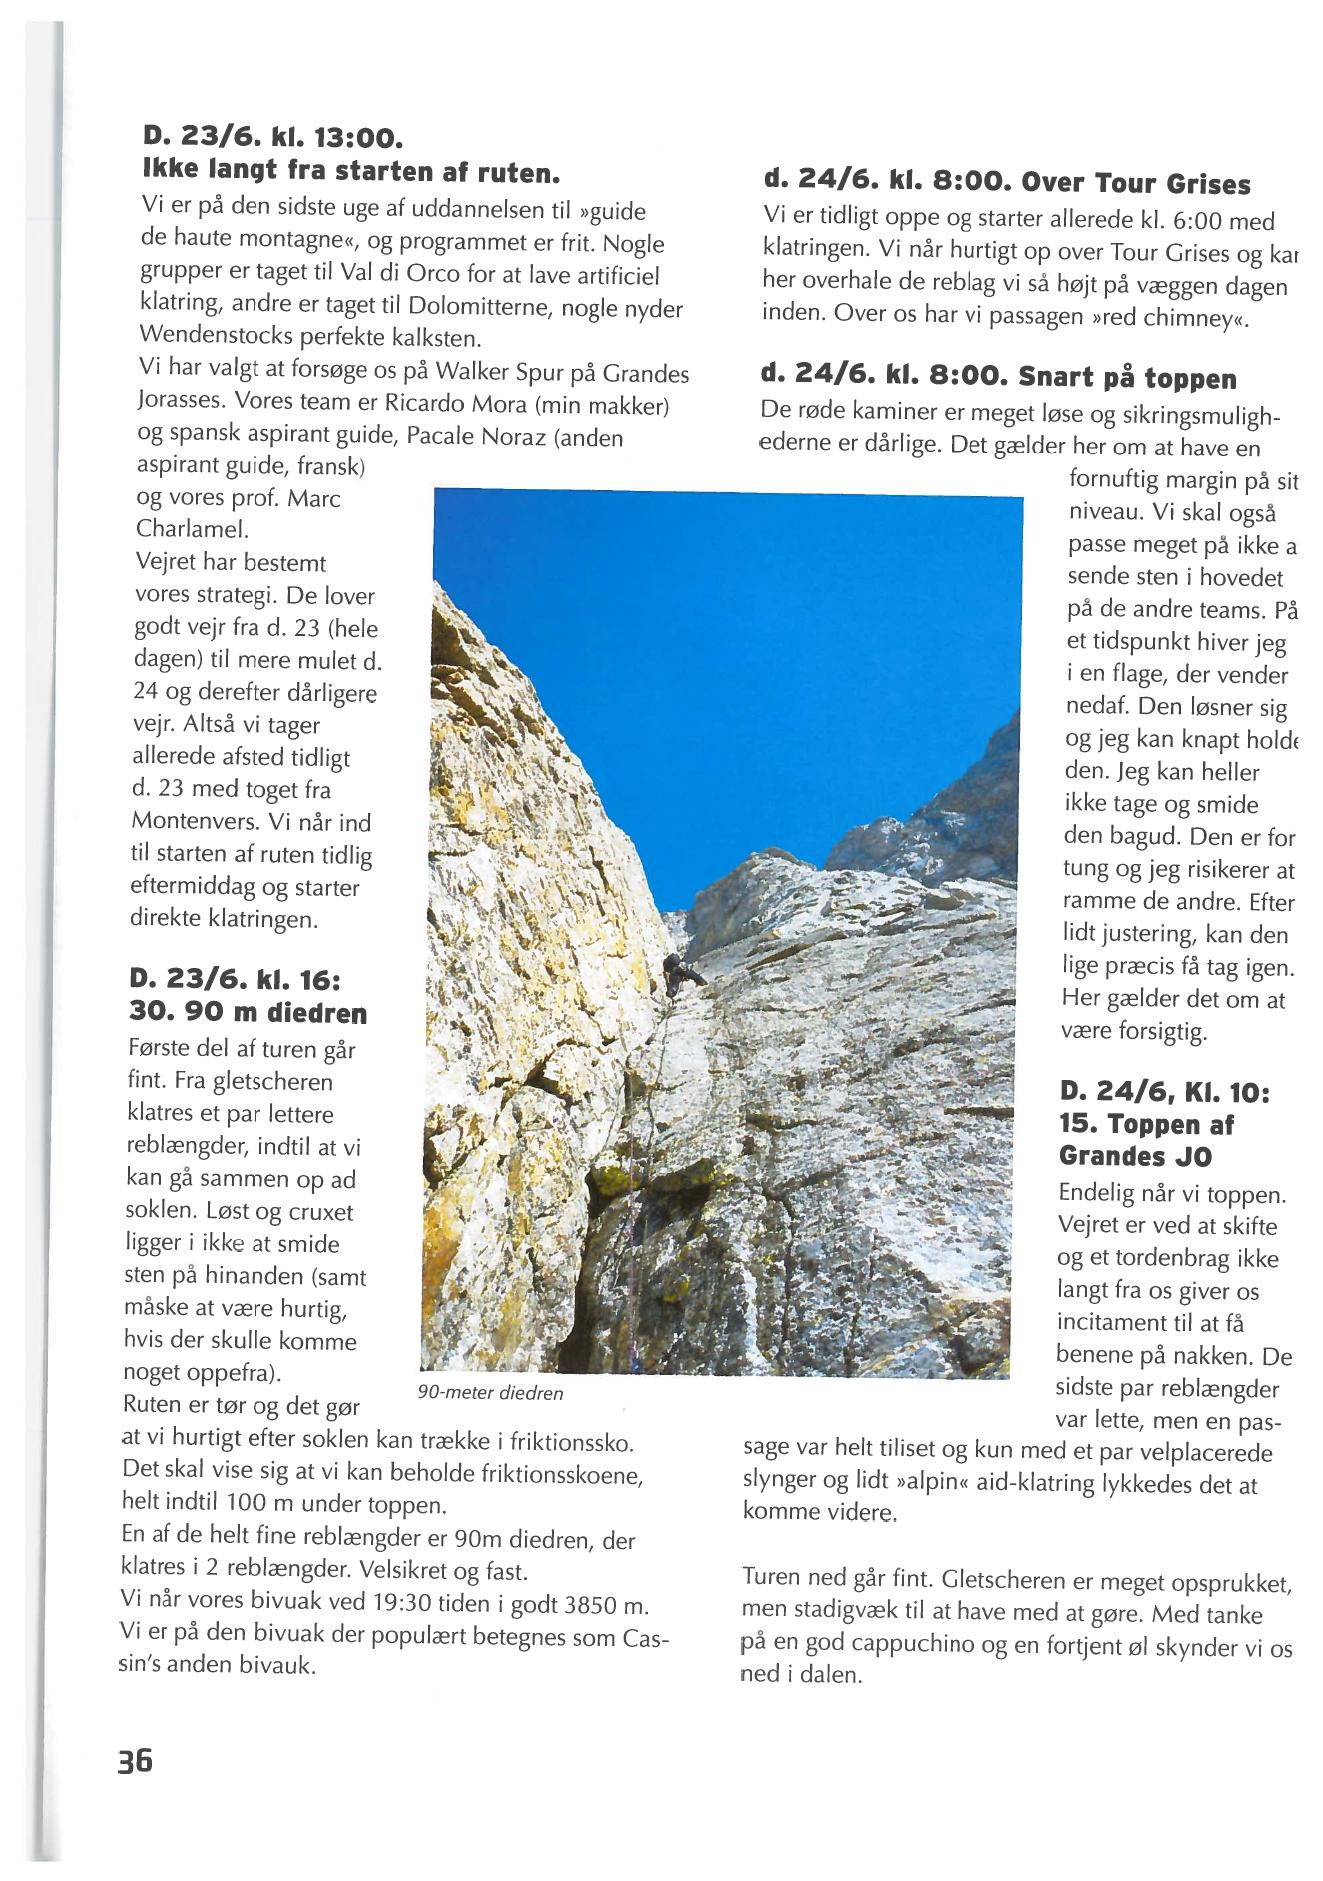 D. 23/6. kl. 13:00.
Ikke langt fra starten af ruten.
Vi er på den sidste uge af uddannelsen til »guide
de haute montagne«, og programmet er frit. Nogle
grupper er taget til Val di Orco for at lave artificiel
klatring, andre er taget til Dolomitterne, nogle nyder
Wendenstocks perfekte kalksten.
Vi har valgt at forsøge os på Walker Spur på Grandes
Jorasses. Vores team er Ricardo Mora (min makker)
og spansk aspirant guide, Pacale Noraz (anden
aspirant guide, fransk)
og vores prof. Marc
Charlamel.
Vejret har bestemt
vores strategi. De lover
godt vejr fra d. 23 (hele
dagen) til mere mulet d.
24 og derefter dårligere
vejr. Altså vi tager
allerede afsted tidligt
d. 23 med toget fra
Montenvers. Vi når ind
til starten af ruten tidlig
eftermiddag og starter
direkte klatringen.
D. 23/6. kl. 16:
30. 90 m diedren
Første del af turen går
fint. Fra gletscheren
klatres et par lettere
reblængder, indtil at vi
kan gå sammen op ad
soklen. Løst og cruxet
ligger i ikke at smide
sten på hinanden (samt
måske at være hurtig,
hvis der skulle komme
noget oppefra).
Ruten er tør og det gør
at vi hurtigt efter soklen kan trække i friktionssko.
Det skal vise sig at vi kan beholde friktionsskoene,
helt indtil 100 m under toppen.
En af de helt fine reblængder er 90m diedren, der
klatres i 2 reblængder. Velsikret og fast.
Vi når vores bivuak ved 19:30 tiden i godt 3850 m.
Vi er på den bivuak der populært betegnes som Cas-
sin's anden bivauk.
90-meter diedren
d. 24/6. kl. 8:00. Over Tour Grises
Vi er tidligt oppe og starter allerede kl. 6:00 med
klatringen. Vi når hurtigt op over Tour Grises og kar
her overhale de reblag vi så højt på væggen dagen
inden. Over os har vi passagen »red chimney«.
d. 24/6. kl. 8:00. Snart på toppen
De røde kaminer er meget løse og sikringsmuligh-
ederne er dårlige. Det gælder her om at have en
fornuftig margin på sit
niveau. Vi skal også
passe meget på ikke a
sende sten i hovedet
på de andre teams. På
et tidspunkt hiver jeg
i en flage, der vender
nedaf. Den løsner sig
og jeg kan knapt holde
den. Jeg kan heller
ikke tage og smide
den bagud. Den er for
tung og jeg risikerer at
ramme de andre. Efter
lidt justering, kan den
lige præcis få tag igen.
Her gælder det om at
være forsigtig.
D. 24/6, Kl. 10:
15. Toppen af
Grandes JO
Endelig når vi toppen.
Vejret er ved at skifte
og et tordenbrag ikke
langt fra os giver os
incitament til at få
benene på nakken. De
sidste par reblængder
var lette, men en pas-
sage var helt tiliset og kun med et par velplacerede
slynger og lidt »alpin« aid-klatring lykkedes det at
komme videre.
Turen ned går fint. Gletscheren er meget opsprukket,
men stadigvæk til at have med at gøre. Med tanke
på en god cappuchino og en fortjent øl skynder vi os
ned i dalen.
36